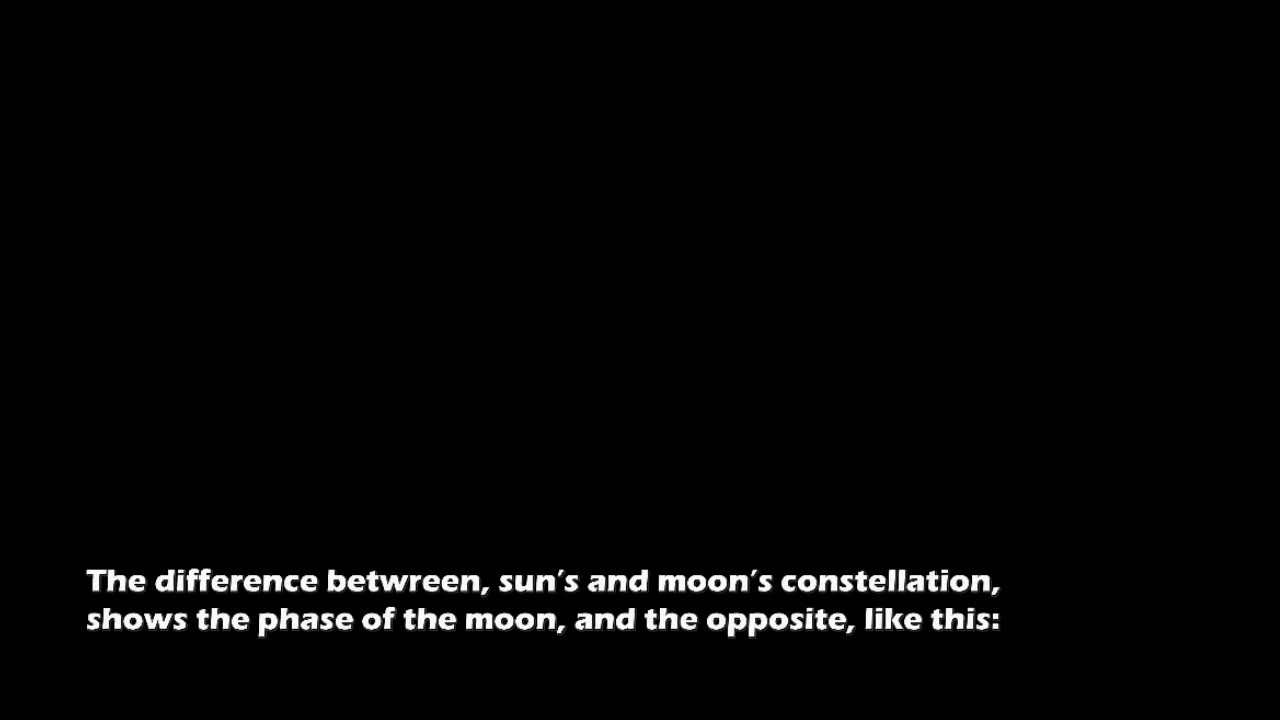 The difference betwreen, sun's and moon's constellation,
shows the phase of the moon, and the opposite, like this: